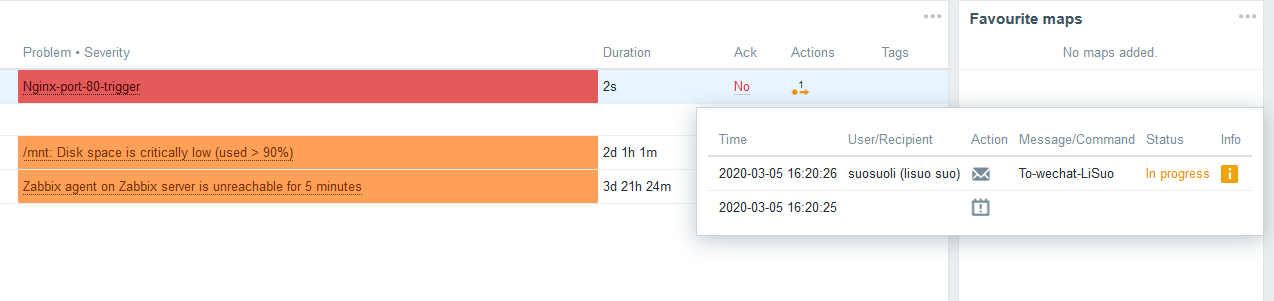 Favourite maps
Problem • Severity Duration Ack Actions Tags
No maps added.
Nginx-port-80-trigger 2s No 1
/mnt: Disk space is critically low (used > 90%) 2d 1h 1m
Zabbix agent on Zabbix server is unreachable for 5 minutes 3d 21h 24m
Time User/Recipient Action Message/Command Status Info
2020-03-05 16:20:26 suosuoli (lisuo suo) To-wechat-LiSuo In progress
2020-03-05 16:20:25